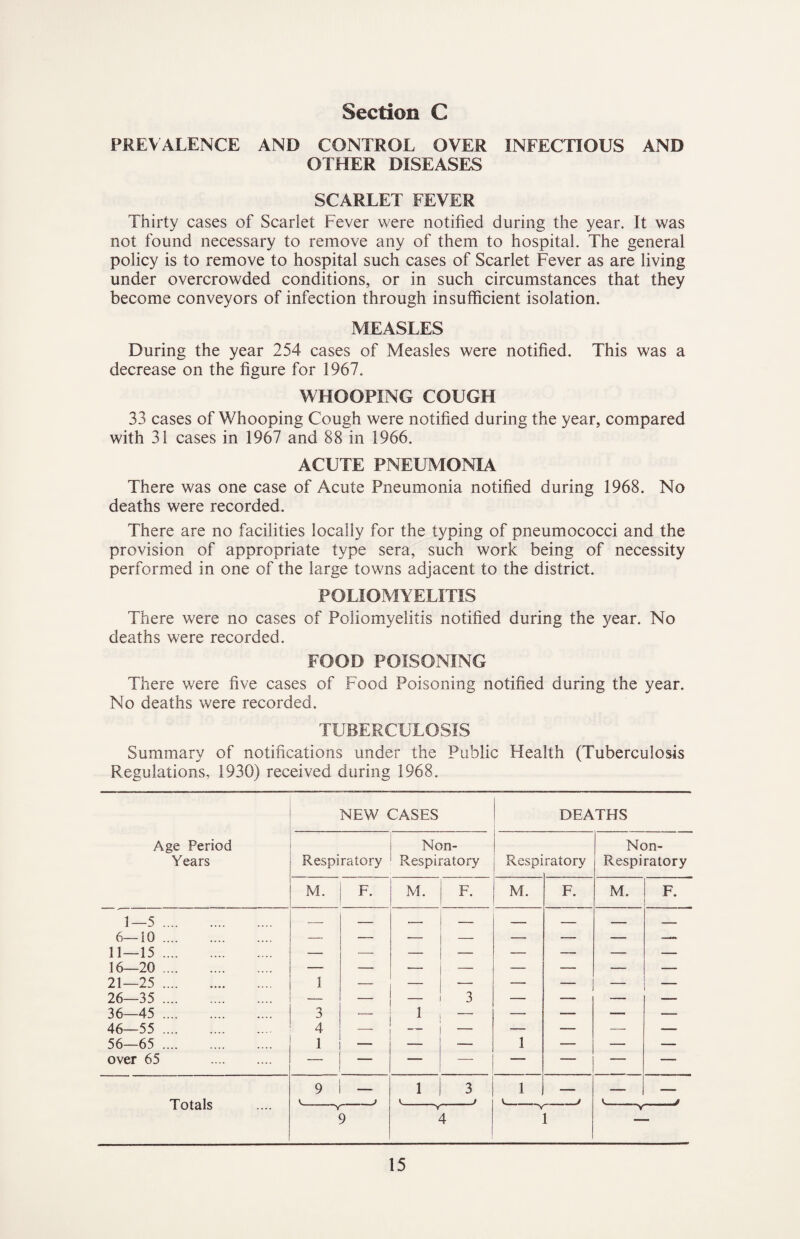 Section C
PREVALENCE AND CONTROL OVER INFECTIOUS AND
OTHER DISEASES
SCARLET FEVER
Thirty cases of Scarlet Fever were notified during the year. It was
not found necessary to remove any of them to hospital. The general
policy is to remove to hospital such cases of Scarlet Fever as are living
under overcrowded conditions, or in such circumstances that they
become conveyors of infection through insufficient isolation.
MEASLES
During the year 254 cases of Measles were notified. This was a
decrease on the figure for 1967.
WHOOPING COUGH
33 cases of Whooping Cough were notified during the year, compared
with 31 cases in 1967 and 88 in 1966.
ACUTE PNEUMONIA
There was one case of Acute Pneumonia notified during 1968. No
deaths were recorded.
There are no facilities locally for the typing of pneumococci and the
provision of appropriate type sera, such work being of necessity
performed in one of the large towns adjacent to the district.
POLIOMYELITIS
There were no cases of Poliomyelitis notified during the year. No
deaths were recorded.
FOOD POISONING
There were five cases of Food Poisoning notified during the year.
No deaths were recorded.
TUBERCULOSIS
Summary of notifications under the Public Health (Tuberculosis
Regulations, 1930) received during 1968.
NEW CASES DEATHS
Age Period Non- Non-
Years Respiratory Respiratory Respiratory Respiratory
M. F. M. F. M. F. M. F.
1—5 .... .... .... — — — — — — — —
6—10 .... .... .... — — — — — — — —
11—15 .... .... .... — — — — — — — —
16—20 .... .... .... — — — — — — — —
21—25 .... .... .... 1 — — — — — — —
26—35 .... .... .... — — — 3 — — — —
36—45 .... .... .... 3 — 1 — — — — —
46—55 .... .... .... 4 — — — — — — —
56—65 .... .... .... 1 — — — 1 — — —
over 65 .... .... — — — — — — — —
9 — 1 3 1 — — —
Totals ....
9 4 1 —
15